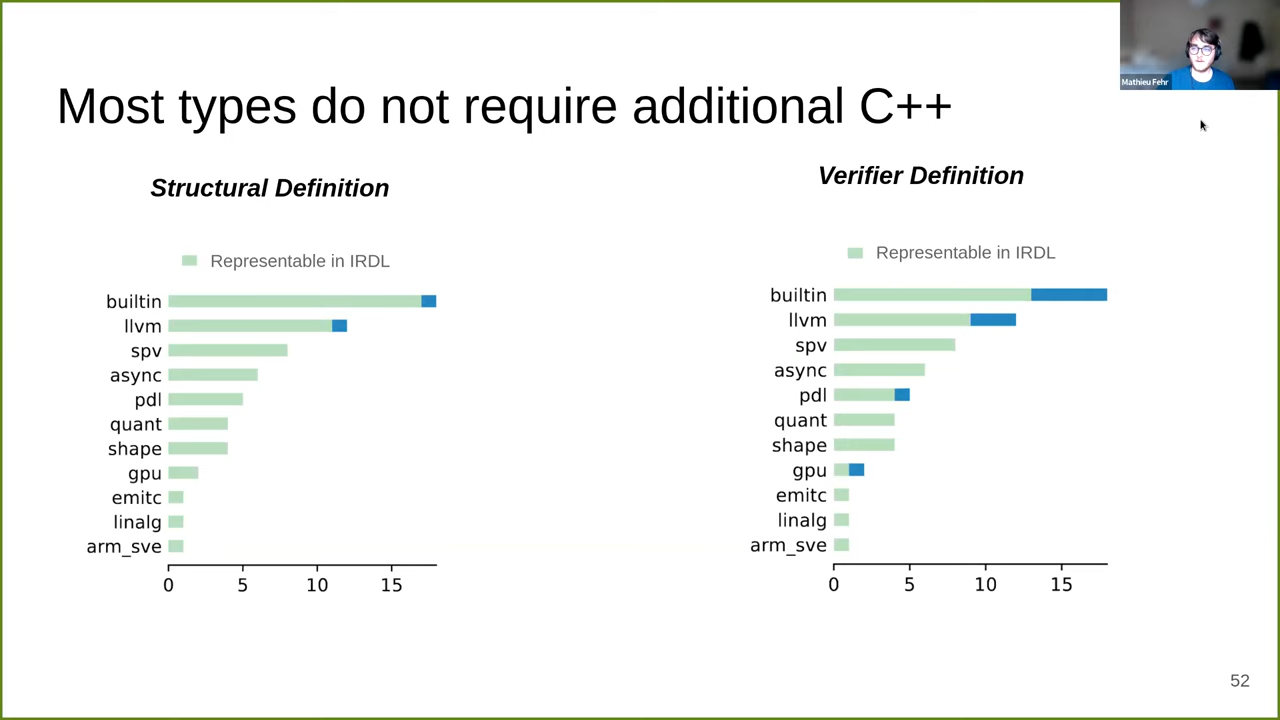 Mathieu Fehr
Most types do not require additional C++
Structural Definition
Representable in IRDL
builtin
llvm
spv
async
pdl
quant
shape
gpu
emitc
linalg
arm_sve
0 5 10 15
Verifier Definition
Representable in IRDL
builtin
llvm
spv
async
pdl
quant
shape
gpu
emitc
linalg
arm_sve
0 5 10 15
52